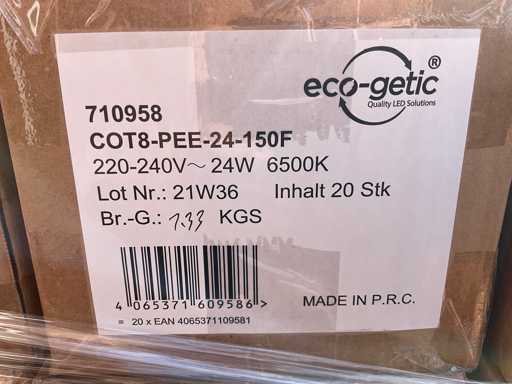 eco-getic®
Quality LED Solutions
710958
COT8-PEE-24-150F
220-240V~ 24W 6500K
Lot Nr.: 21W36 Inhalt 20 Stk
Br.-G.: 7.33 KGS
4 065371 609586 >
MADE IN P.R.C.
= 20 x EAN 4065371109581